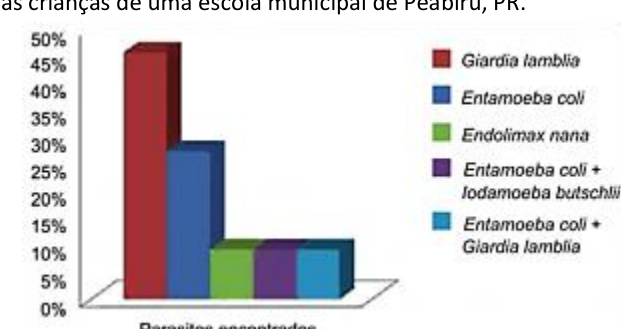 as crianças de uma escola municipal de Peabiru, PR.
50%
45%
40%
35%
30%
25%
20%
15%
10%
5%
0%
Giardia lamblia
Entamoeba coli
Endolimax nana
Entamoeba coli +
Iodamoeba butschlii
Entamoeba coli +
Giardia lamblia
Parasitos encontrados